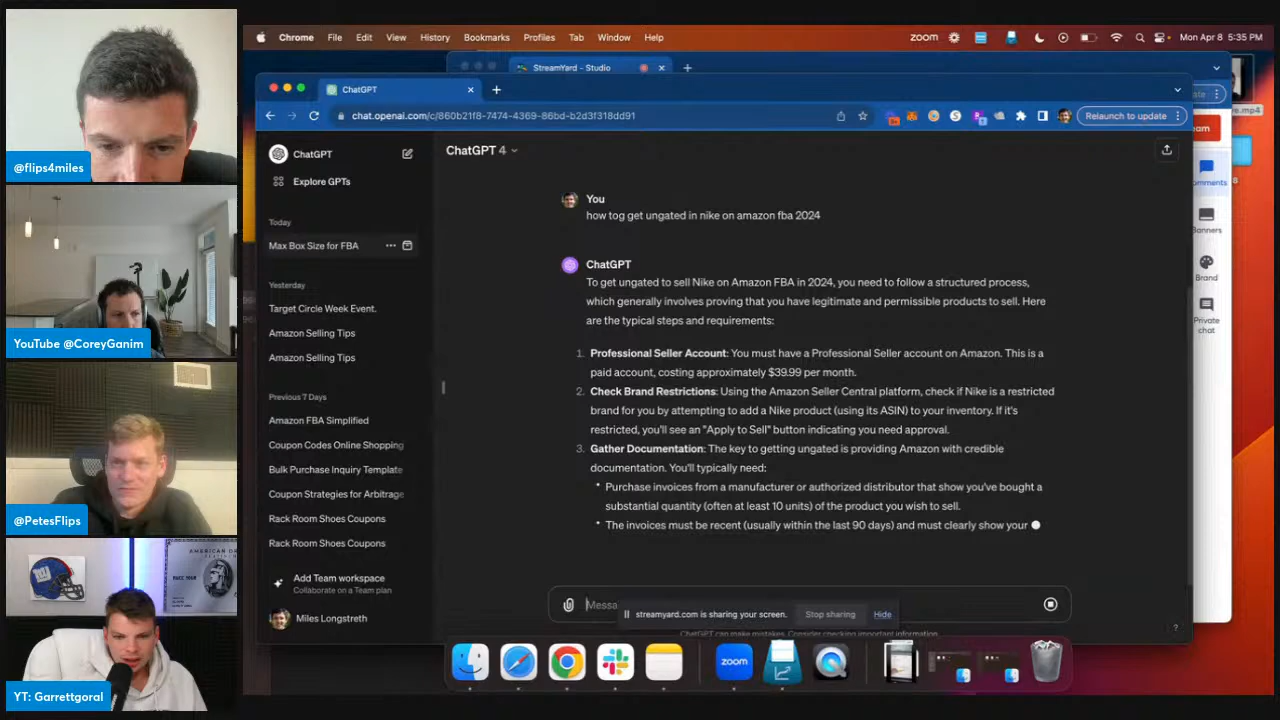 @flips4miles
YouTube @CoreyGanim
@PetesFlips
AMERICAN
YT: Garrettgoral
Chrome File Edit View History Bookmarks Profiles Tab Window Help
zoom Mon Apr 8 5:35 PM
StreamYard - Studio
ChatGPT
chat.openai.com/c/860b21f8-7474-4369-86bd-b2d3f318dd91
Relaunch to update
ChatGPT
Explore GPTs
Today
Max Box Size for FBA
Yesterday
Target Circle Week Event.
Amazon Selling Tips
Amazon Selling Tips
Previous 7 Days
Amazon FBA Simplified
Coupon Codes Online Shopping
Bulk Purchase Inquiry Template
Coupon Strategies for Arbitrage
Rack Room Shoes Coupons
Rack Room Shoes Coupons
Add Team workspace
Collaborate on a Team plan
Miles Longstreth
ChatGPT 4
You
how tog get ungated in nike on amazon fba 2024
ChatGPT
To get ungated to sell Nike on Amazon FBA in 2024, you need to follow a structured process,
which generally involves proving that you have legitimate and permissible products to sell. Here
are the typical steps and requirements:
1. Professional Seller Account: You must have a Professional Seller account on Amazon. This is a
paid account, costing approximately $39.99 per month.
2. Check Brand Restrictions: Using the Amazon Seller Central platform, check if Nike is a restricted
brand for you by attempting to add a Nike product (using its ASIN) to your inventory. If it's
restricted, you'll see an "Apply to Sell" button indicating you need approval.
3. Gather Documentation: The key to getting ungated is providing Amazon with credible
documentation. You'll typically need:
• Purchase invoices from a manufacturer or authorized distributor that show you've bought a
substantial quantity (often at least 10 units) of the product you wish to sell.
• The invoices must be recent (usually within the last 90 days) and must clearly show your
Messa
streamyard.com is sharing your screen. Stop sharing Hide
ChatGPT can make mistakes. Consider checking important information.
?
eam
omments
Banners
Brand
Private
chat
zoom